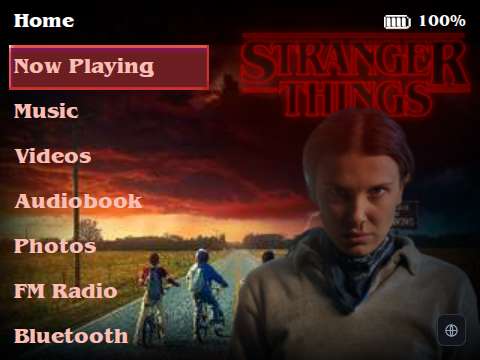 Home
100%
Now Playing
STRANGER
THINGS
Music
Videos
Audiobook
Photos
FM Radio
Bluetooth